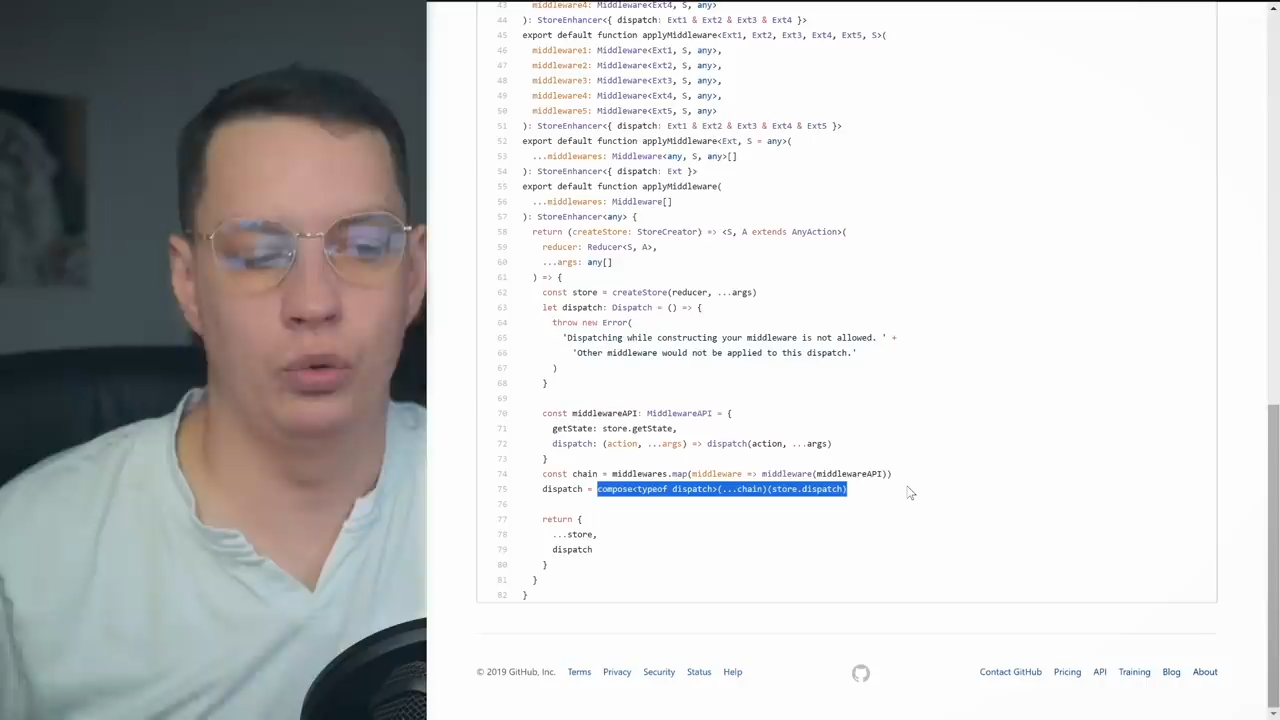 43 middleware4: Middleware<Ext4, S, any>
44 ): StoreEnhancer<{ dispatch: Ext1 & Ext2 & Ext3 & Ext4 }>
45 export default function applyMiddleware<Ext1, Ext2, Ext3, Ext4, Ext5, S>(
46 middleware1: Middleware<Ext1, S, any>,
47 middleware2: Middleware<Ext2, S, any>,
48 middleware3: Middleware<Ext3, S, any>,
49 middleware4: Middleware<Ext4, S, any>,
50 middleware5: Middleware<Ext5, S, any>
51 ): StoreEnhancer<{ dispatch: Ext1 & Ext2 & Ext3 & Ext4 & Ext5 }>
52 export default function applyMiddleware<Ext, S = any>(
53 ...middlewares: Middleware<any, S, any>[]
54 ): StoreEnhancer<{ dispatch: Ext }>
55 export default function applyMiddleware(
56 ...middlewares: Middleware[]
57 ): StoreEnhancer<any> {
58 return (createStore: StoreCreator) => <S, A extends AnyAction>(
59 reducer: Reducer<S, A>,
60 ...args: any[]
61 ) => {
62 const store = createStore(reducer, ...args)
63 let dispatch: Dispatch = () => {
64 throw new Error(
65 'Dispatching while constructing your middleware is not allowed. ' +
66 'Other middleware would not be applied to this dispatch.'
67 )
68 }
69
70 const middlewareAPI: MiddlewareAPI = {
71 getState: store.getState,
72 dispatch: (action, ...args) => dispatch(action, ...args)
73 }
74 const chain = middlewares.map(middleware => middleware(middlewareAPI))
75 dispatch = compose<typeof dispatch>(...chain)(store.dispatch)
76
77 return {
78 ...store,
79 dispatch
80 }
81 }
82 }
© 2019 GitHub, Inc. Terms Privacy Security Status Help Contact GitHub Pricing API Training Blog About